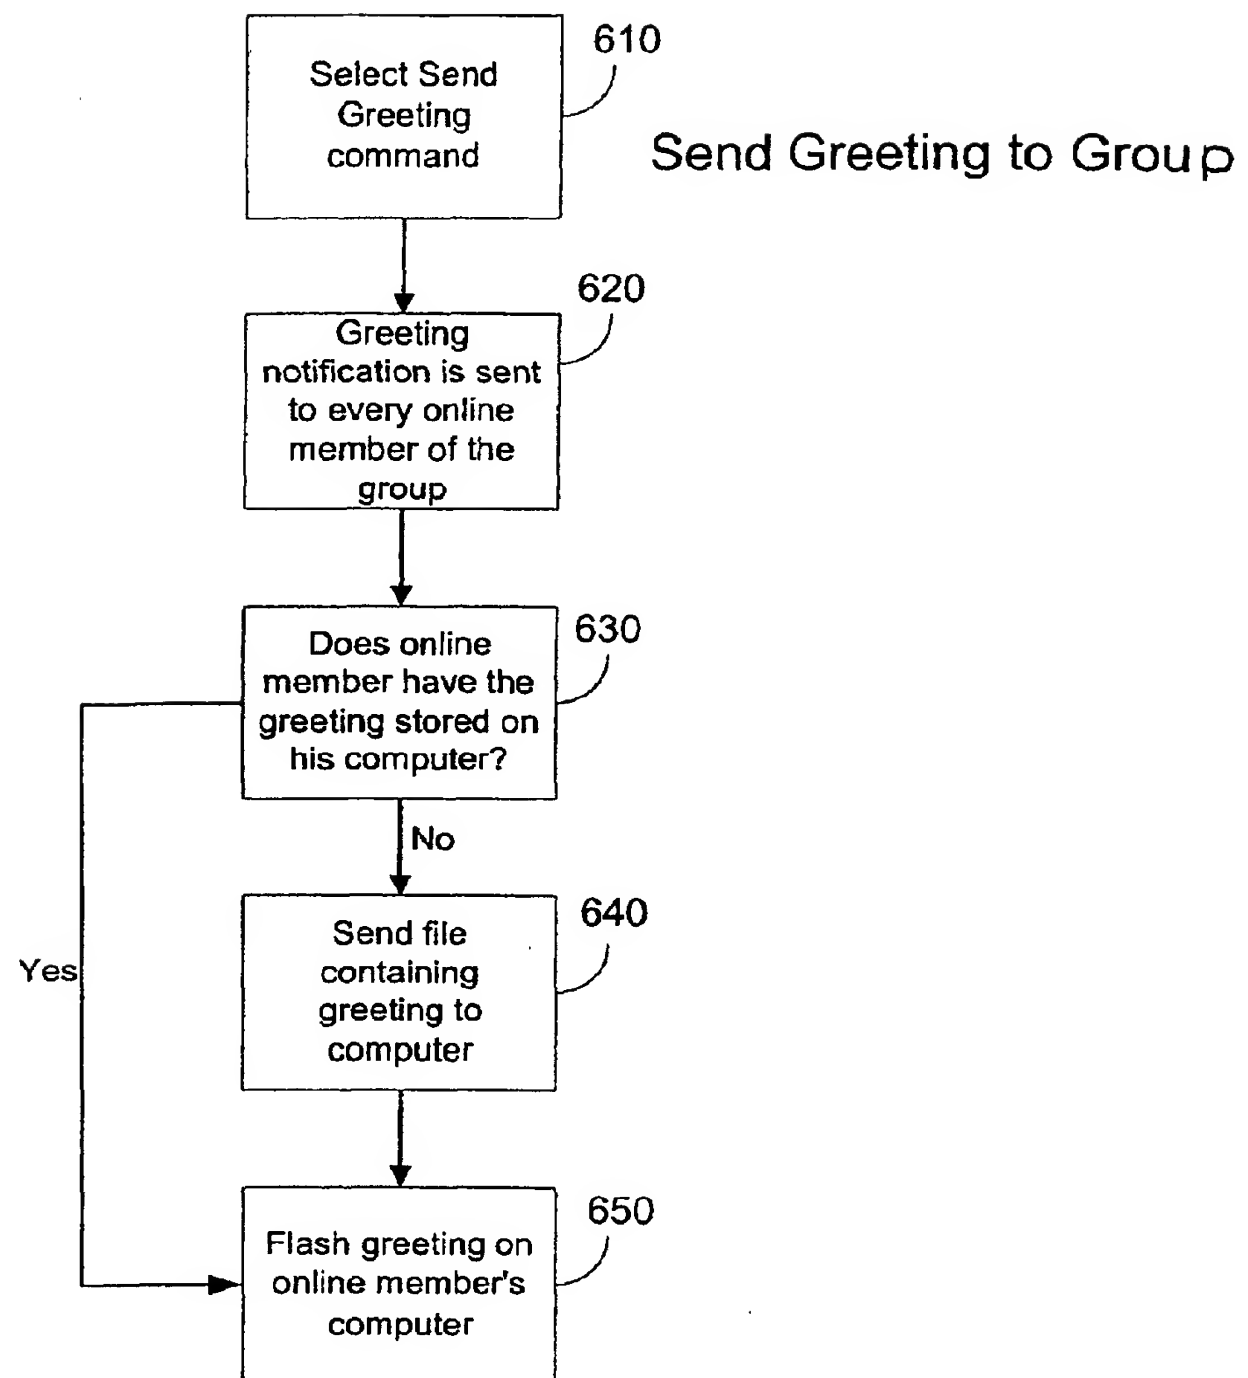 610
Select Send
Greeting
command
Send Greeting to Group
620
Greeting
notification is sent
to every online
member of the
group
630
Does online
member have the
greeting stored on
his computer?
No
640
Send file
containing
greeting to
computer
Yes
650
Flash greeting on
online member's
computer